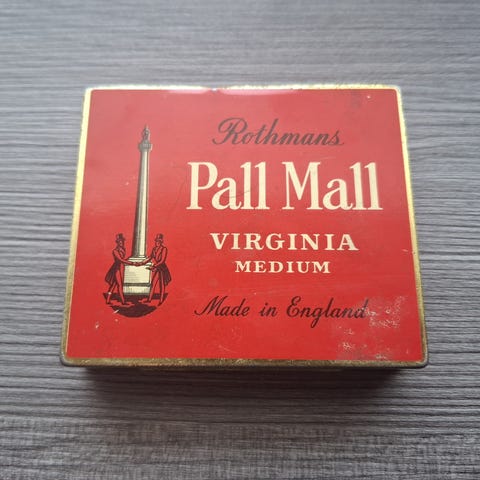 Rothmans
Pall Mall
VIRGINIA
MEDIUM
Made in England